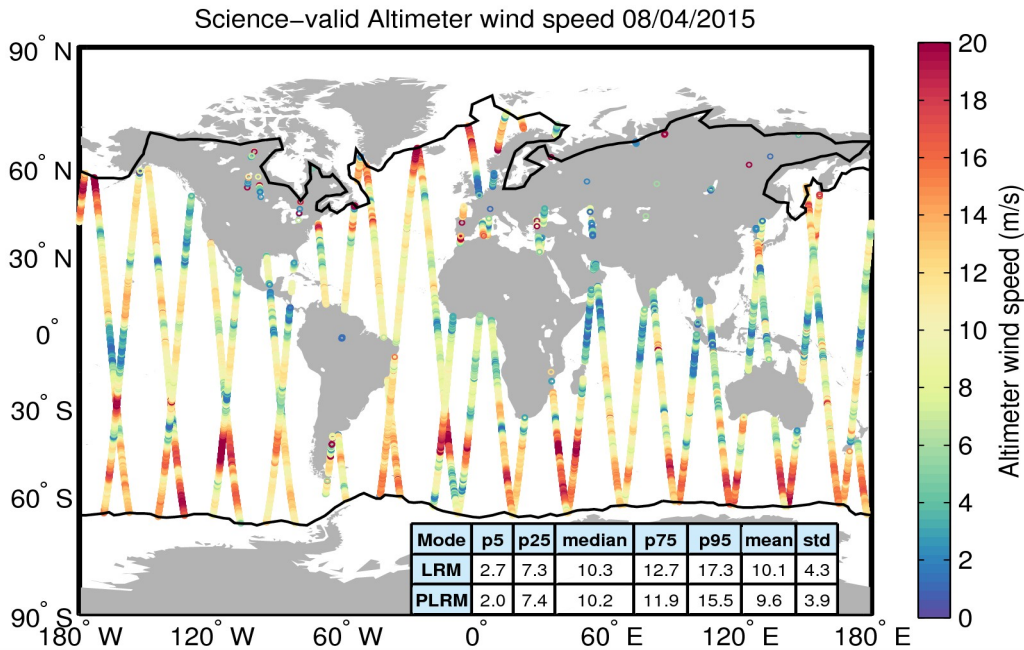 Science−valid Altimeter wind speed 08/04/2015
90° N
60° N
30° N
0°
30° S
60° S
90° S
180° W
120° W
60° W
0°
60° E
120° E
180° E
Mode p5 p25 median p75 p95 mean std
LRM 2.7 7.3 10.3 12.7 17.3 10.1 4.3
PLRM 2.0 7.4 10.2 11.9 15.5 9.6 3.9
20
18
16
14
12
10
8
6
4
2
0
Altimeter wind speed (m/s)